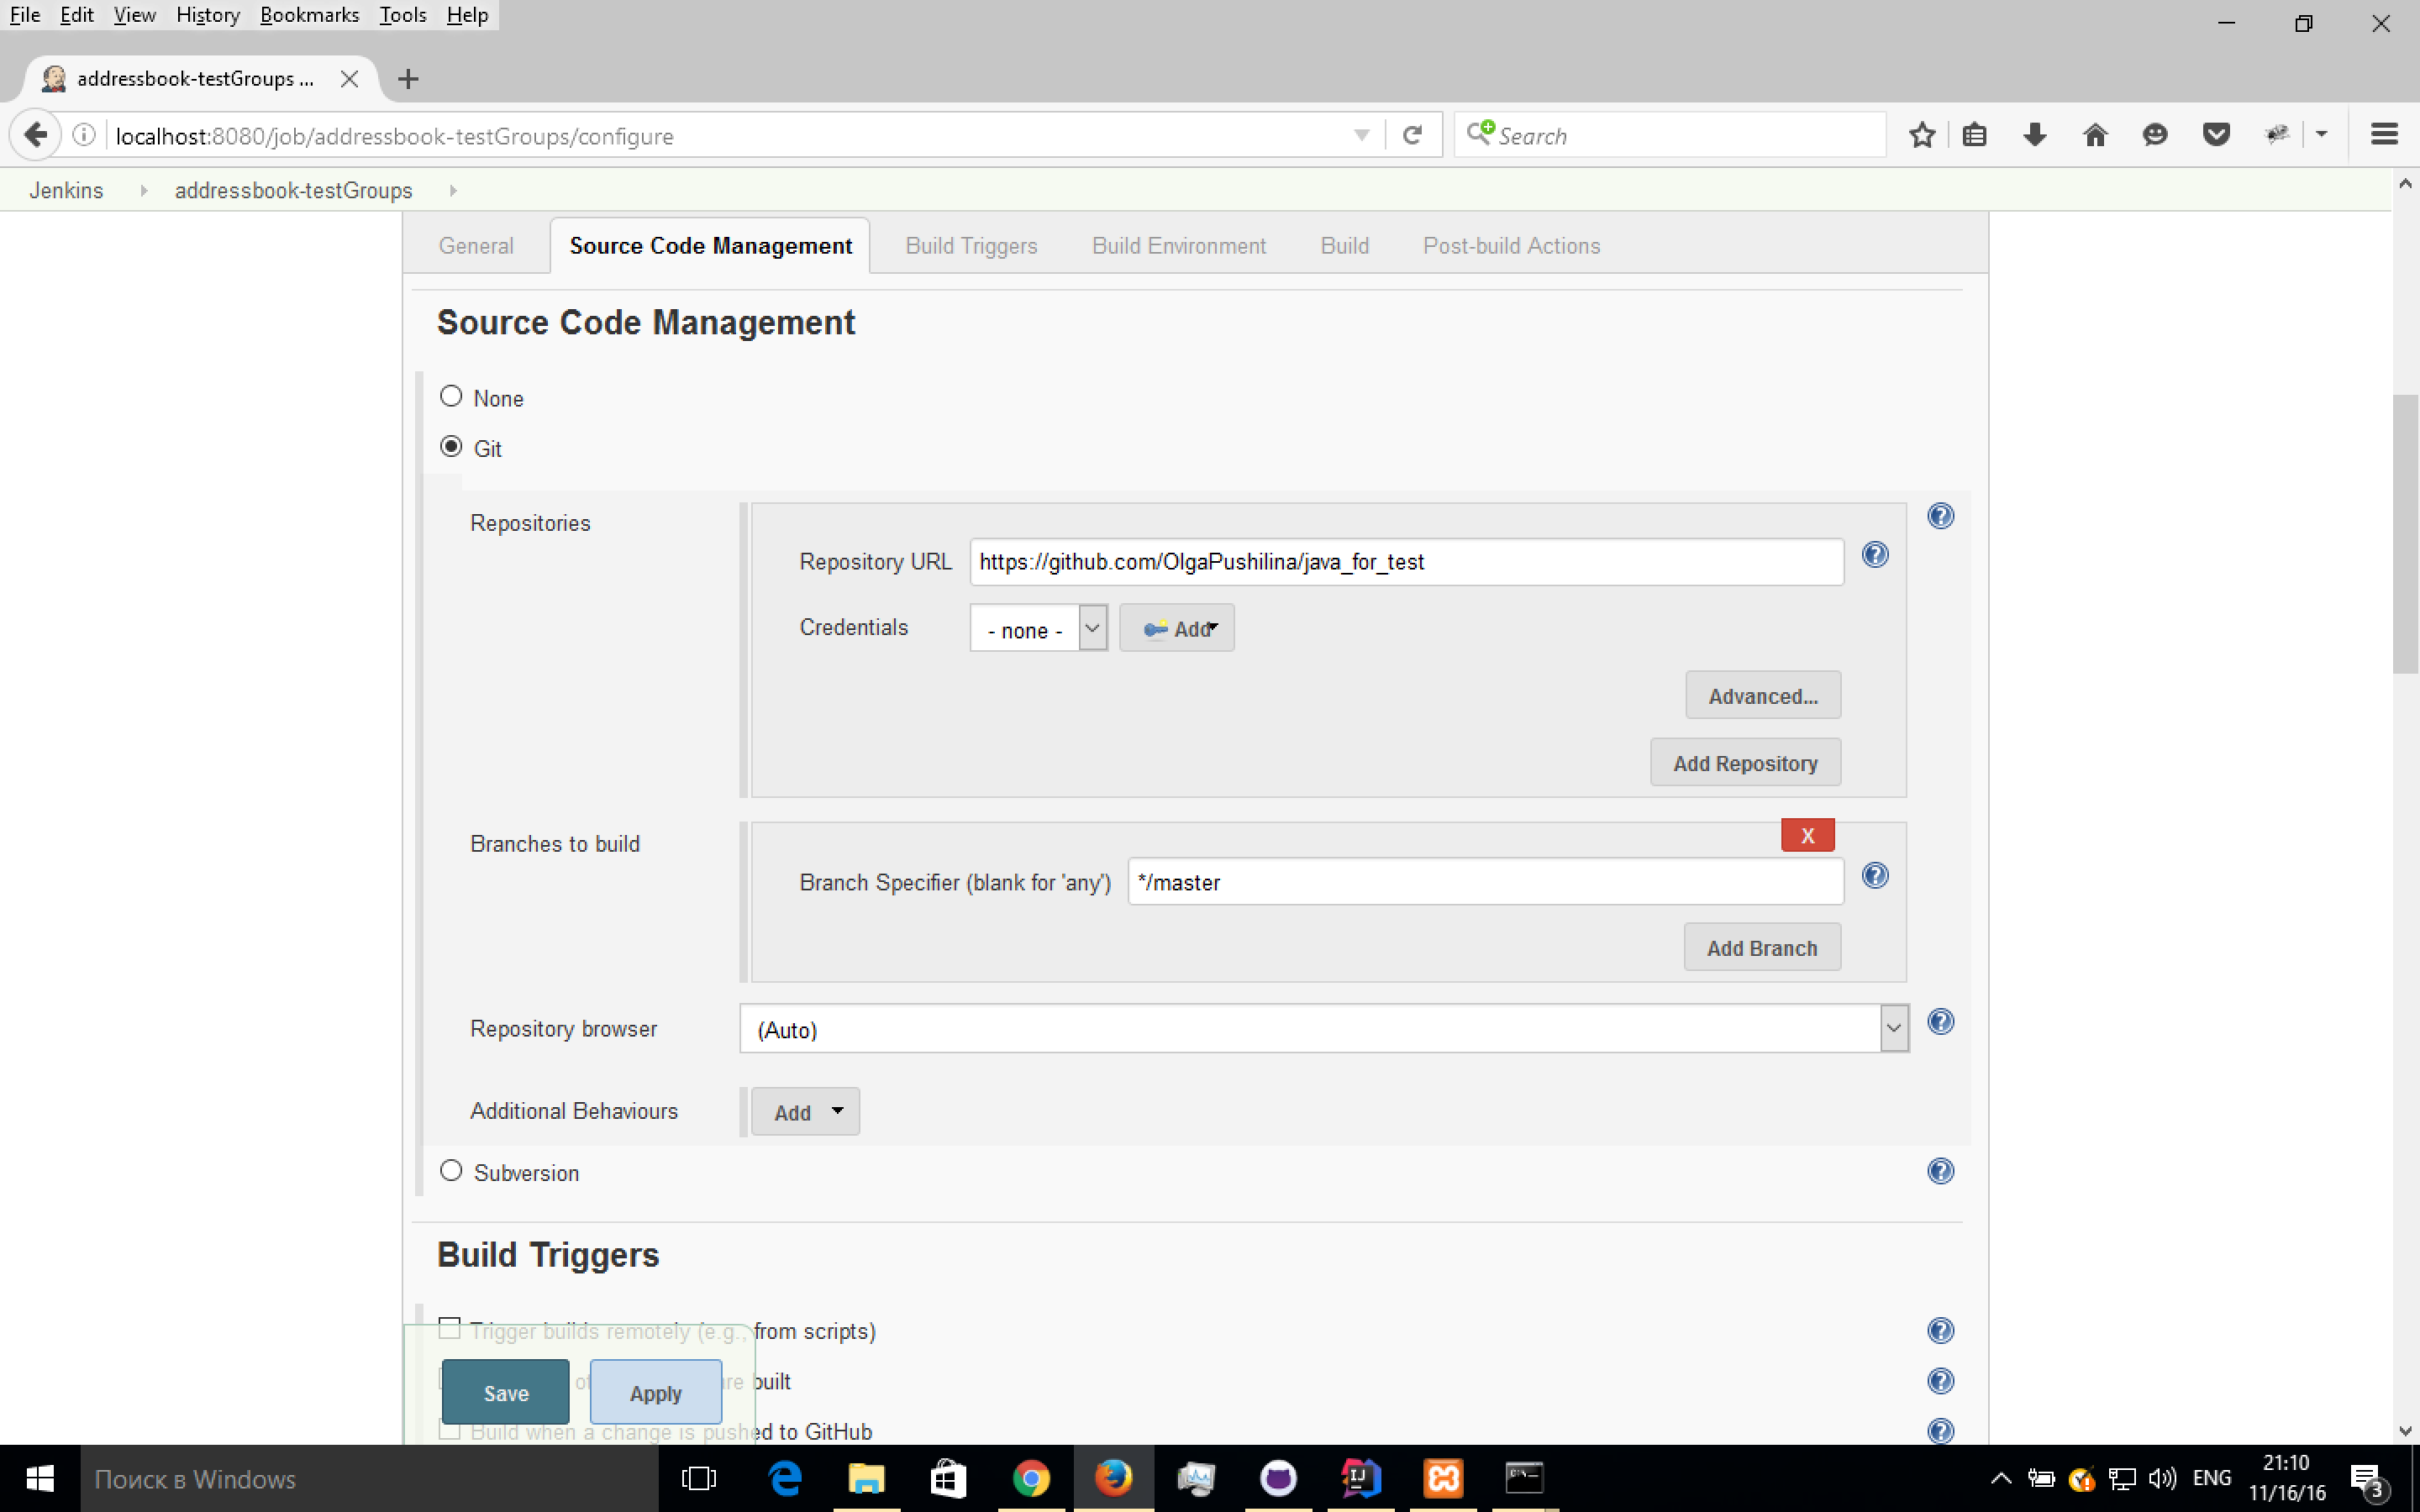 File Edit View History Bookmarks Tools Help
addressbook-testGroups ...
localhost:8080/job/addressbook-testGroups/configure
Search
Jenkins addressbook-testGroups
General Source Code Management Build Triggers Build Environment Build Post-build Actions
Source Code Management
None
Git
Repositories
Repository URL https://github.com/OlgaPushilina/java_for_test
Credentials - none - Add
Advanced...
Add Repository
Branches to build
X
Branch Specifier (blank for 'any') */master
Add Branch
Repository browser (Auto)
Additional Behaviours Add
Subversion
Build Triggers
Trigger builds remotely (e.g., from scripts)
Save Apply built
Build when a change is pushed to GitHub
Поиск в Windows
ENG
21:10
11/16/16
3